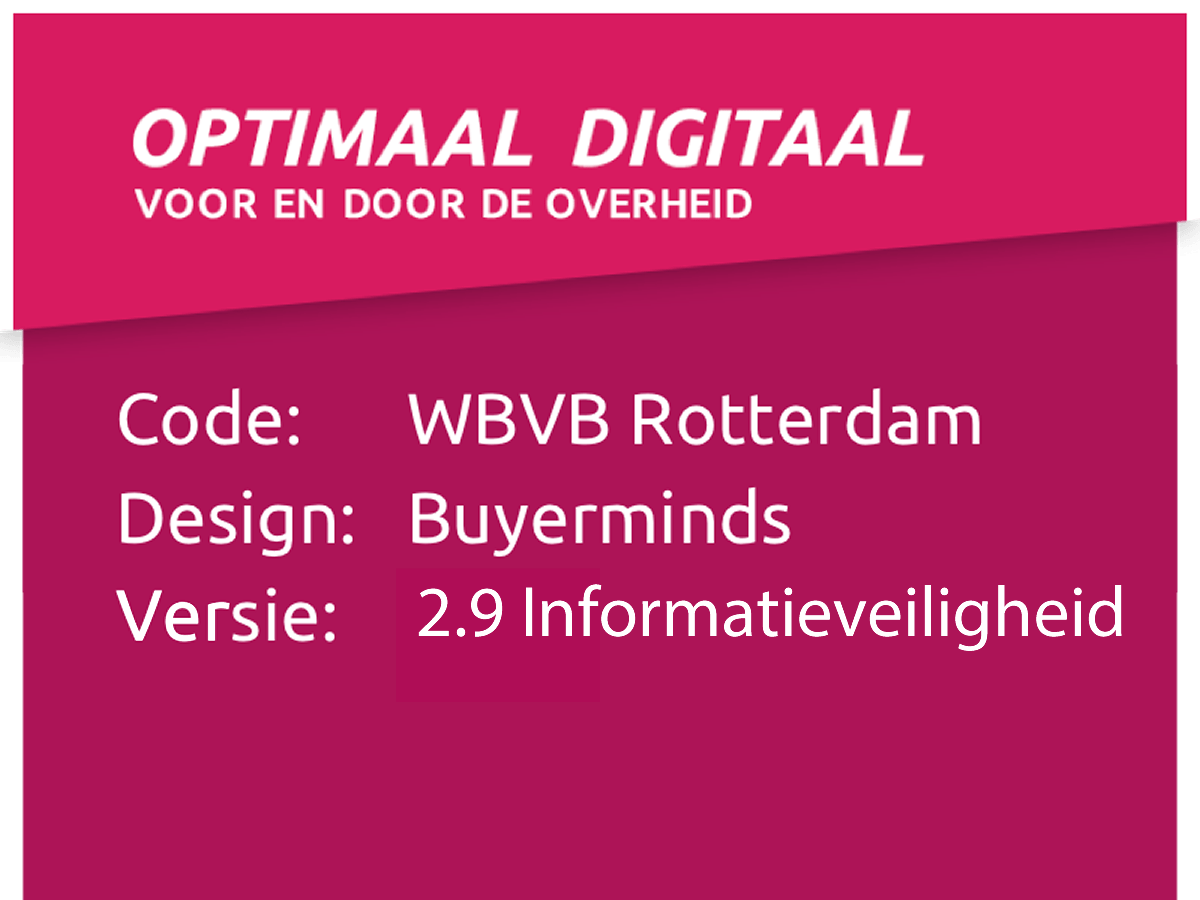 OPTIMAAL DIGITAAL
VOOR EN DOOR DE OVERHEID
Code: WBVB Rotterdam
Design: Buyerminds
Versie: 2.9 Informatieveiligheid